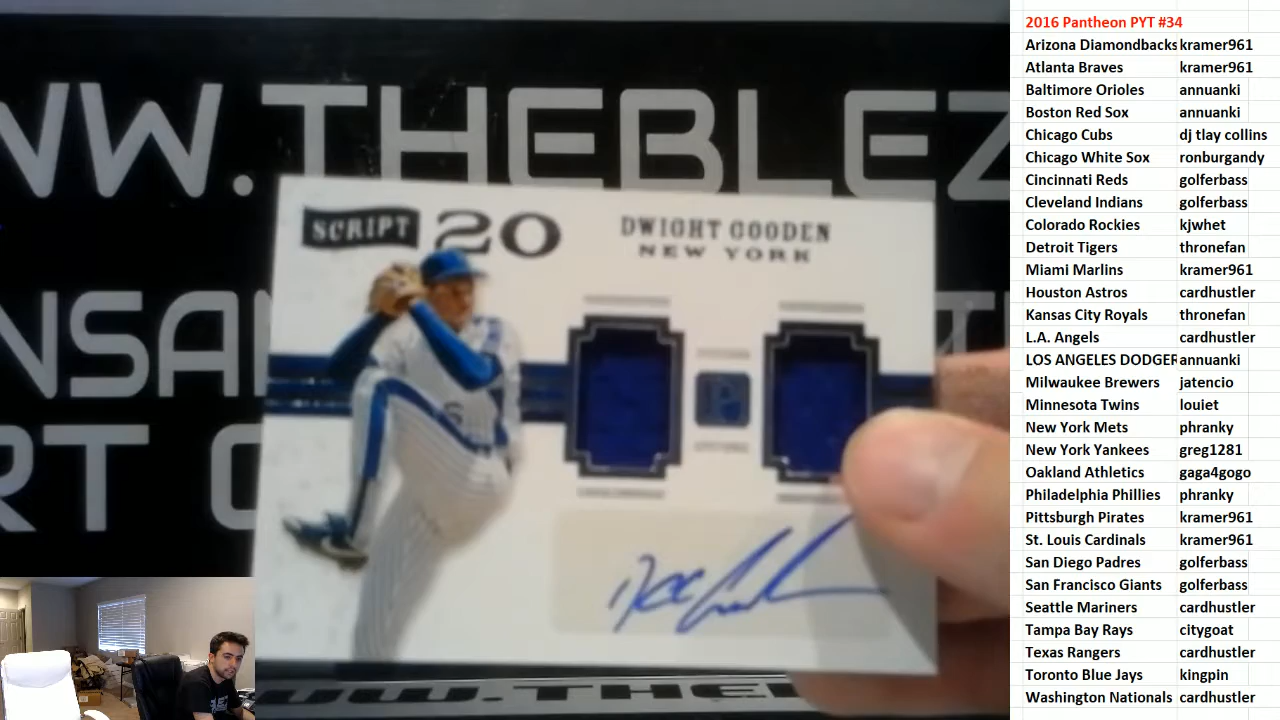 WW.THEBLEZ
SCRIPT 20
DWIGHT GOODEN
NEW YORK
NSA
RT C
WW.THE
2016 Pantheon PYT #34
Arizona Diamondbacks kramer961
Atlanta Braves kramer961
Baltimore Orioles annuanki
Boston Red Sox annuanki
Chicago Cubs dj tlay collins
Chicago White Sox ronburgandy
Cincinnati Reds golferbass
Cleveland Indians golferbass
Colorado Rockies kjwhet
Detroit Tigers thronefan
Miami Marlins kramer961
Houston Astros cardhustler
Kansas City Royals thronefan
L.A. Angels cardhustler
LOS ANGELES DODGER annuanki
Milwaukee Brewers jatencio
Minnesota Twins louiet
New York Mets phranky
New York Yankees greg1281
Oakland Athletics gaga4gogo
Philadelphia Phillies phranky
Pittsburgh Pirates kramer961
St. Louis Cardinals kramer961
San Diego Padres golferbass
San Francisco Giants golferbass
Seattle Mariners cardhustler
Tampa Bay Rays citygoat
Texas Rangers cardhustler
Toronto Blue Jays kingpin
Washington Nationals cardhustler